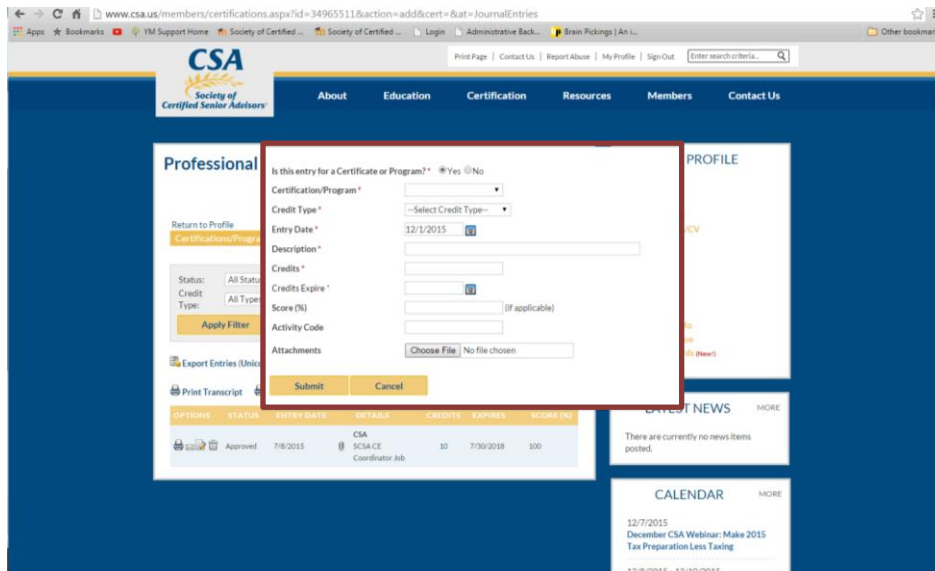 www.csa.us/members/certifications.aspx?id=34965511&action=add&cert=&at=JournalEntries
Apps Bookmarks YM Support Home Society of Certified ... Society of Certified ... Login Administrative Back... Brain Pickings | An i... Other bookmar
Print Page | Contact Us | Report Abuse | My Profile | Sign Out Enter search criteria...
CSA
Society of
Certified Senior Advisors
About Education Certification Resources Members Contact Us
Professional
Return to Profile
Certifications/Progra
Status: All Statu
Credit
Type: All Types
Apply Filter
Export Entries (Unic
Print Transcript
Is this entry for a Certificate or Program? * Yes No
Certification/Program *
Credit Type * --Select Credit Type--
Entry Date * 12/1/2015
Description *
Credits *
Credits Expire *
Score (%) (if applicable)
Activity Code
Attachments Choose File No file chosen
Submit Cancel
OPTIONS STATUS ENTRY DATE DETAILS CREDITS EXPIRES SCORE (%)
Approved 7/8/2015 CSA 10 7/30/2018 100
SCSA CE
Coordinator Job
PROFILE
/CV
(New!)
LATEST NEWS MORE
There are currently no news items
posted.
CALENDAR MORE
12/7/2015
December CSA Webinar: Make 2015
Tax Preparation Less Taxing